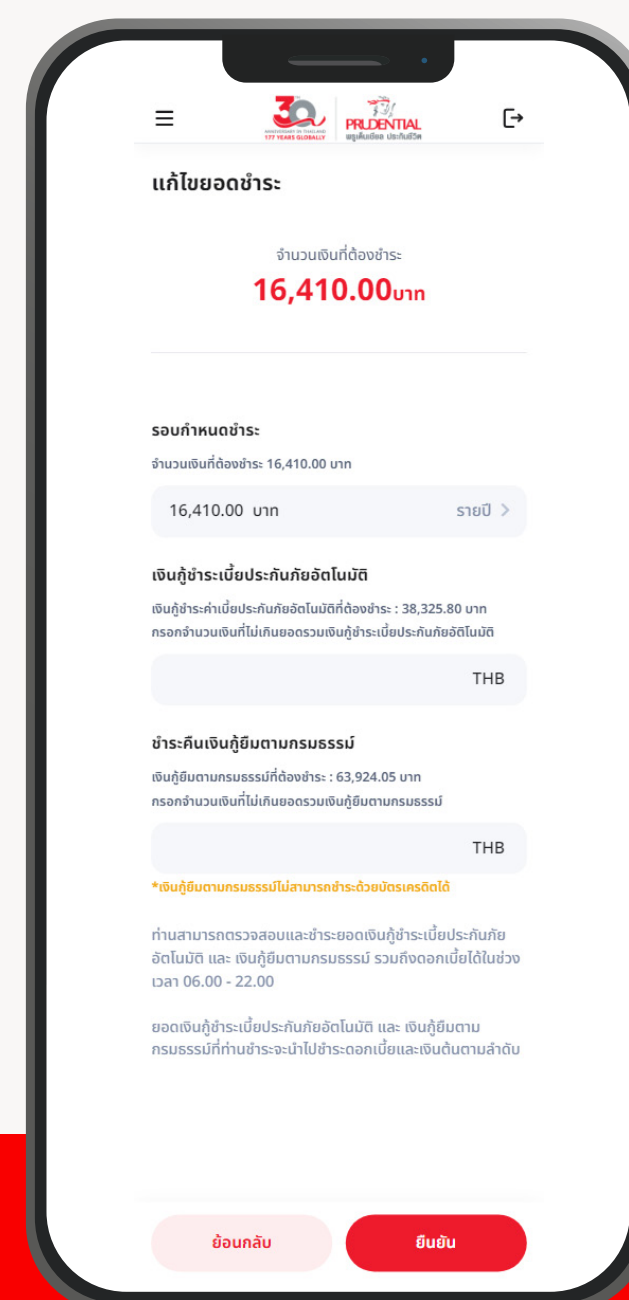 30
ANNIVERSARY IN THAILAND
177 YEARS GLOBALLY
PRUDENTIAL
พรูเด็นเชียล ประกันชีวิต
แก้ไขยอดชำระ
จำนวนเงินที่ต้องชำระ
16,410.00บาท
รอบกำหนดชำระ
จำนวนเงินที่ต้องชำระ 16,410.00 บาท
16,410.00 บาท รายปี >
เงินกู้ชำระเบี้ยประกันภัยอัตโนมัติ
เงินกู้ชำระค่าเบี้ยประกันภัยอัตโนมัติที่ต้องชำระ : 38,325.80 บาท
กรอกจำนวนเงินที่ไม่เกินยอดรวมเงินกู้ชำระเบี้ยประกันภัยอัติโนมัติ
THB
ชำระคืนเงินกู้ยืมตามกรมธรรม์
เงินกู้ยืมตามกรมธรรม์ที่ต้องชำระ : 63,924.05 บาท
กรอกจำนวนเงินที่ไม่เกินยอดรวมเงินกู้ยืมตามกรมธรรม์
THB
*เงินกู้ยืมตามกรมธรรม์ไม่สามารถชำระด้วยบัตรเครดิตได้
ท่านสามารถตรวจสอบและชำระยอดเงินกู้ชำระเบี้ยประกันภัย
อัตโนมัติ และ เงินกู้ยืมตามกรมธรรม์ รวมถึงดอกเบี้ยได้ในช่วง
เวลา 06.00 - 22.00
ยอดเงินกู้ชำระเบี้ยประกันภัยอัตโนมัติ และ เงินกู้ยืมตาม
กรมธรรม์ที่ท่านชำระจะนำไปชำระดอกเบี้ยและเงินต้นตามลำดับ
ย้อนกลับ ยืนยัน